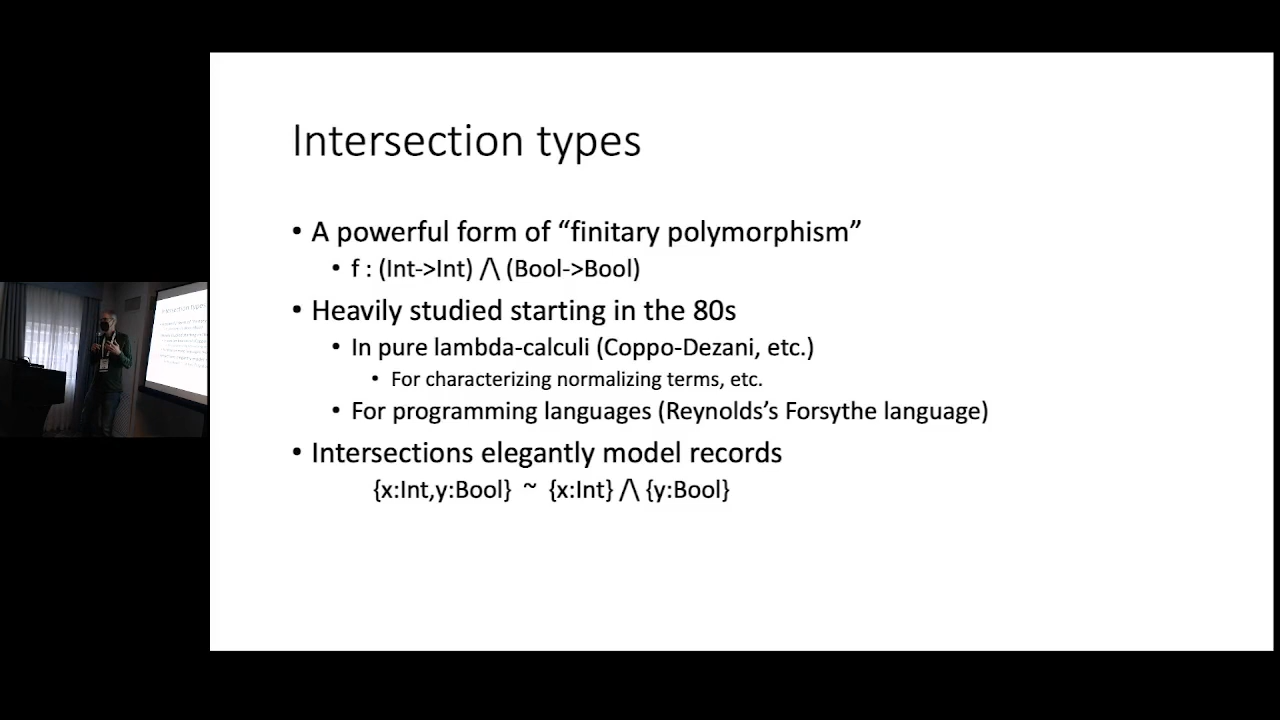 Intersection types
• A powerful form of “finitary polymorphism”
• f : (Int->Int) /\ (Bool->Bool)
• Heavily studied starting in the 80s
• In pure lambda-calculi (Coppo-Dezani, etc.)
• For characterizing normalizing terms, etc.
• For programming languages (Reynolds’s Forsythe language)
• Intersections elegantly model records
{x:Int,y:Bool} ~ {x:Int} /\ {y:Bool}
Intersection types